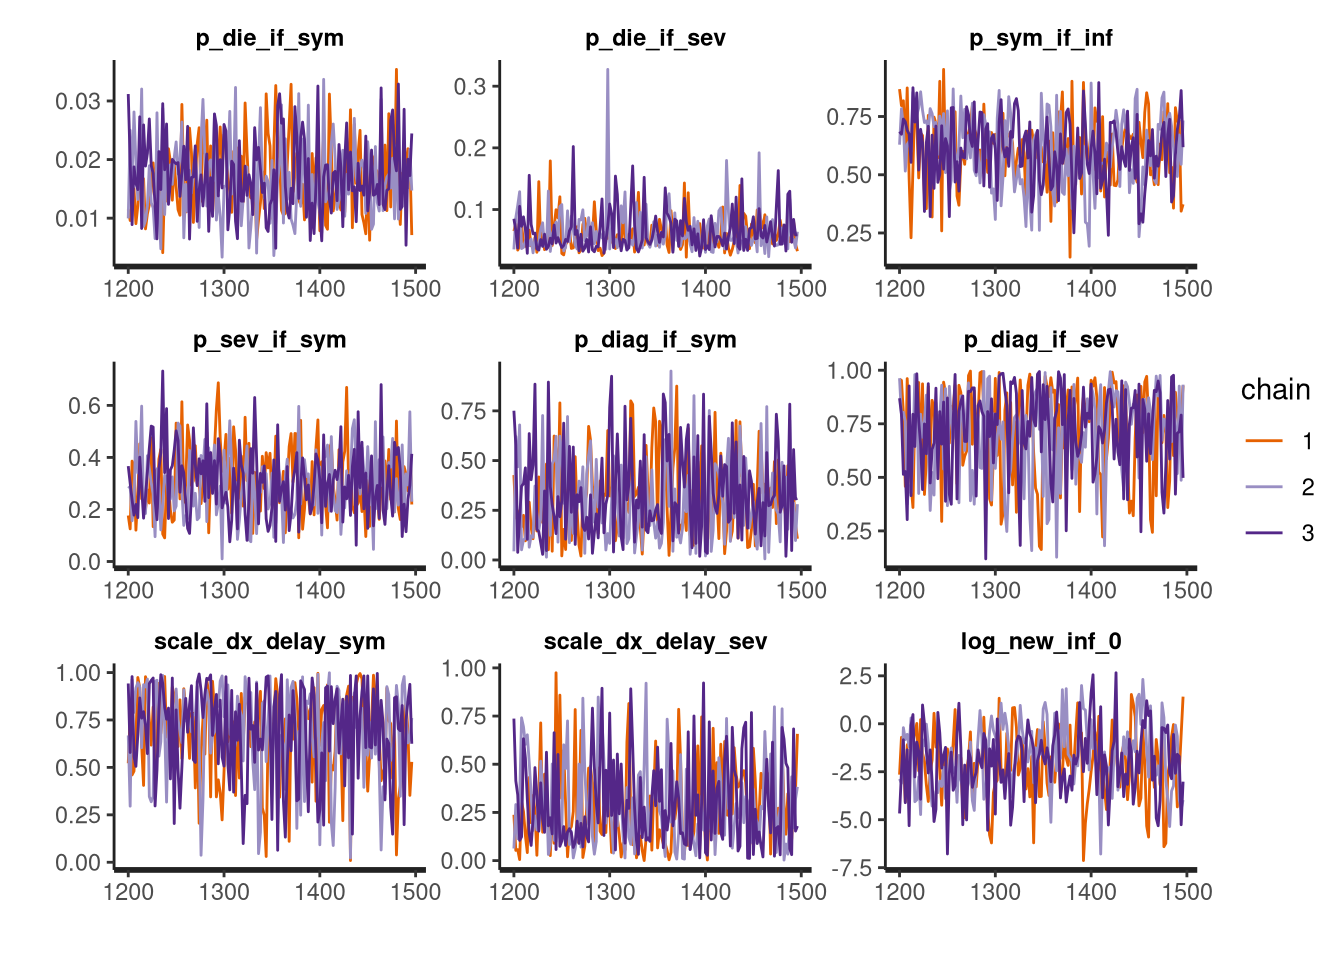 p_die_if_sym p_die_if_sev p_sym_if_inf
0.03 0.02 0.01
0.3 0.2 0.1
0.75 0.50 0.25
1200 1300 1400 1500 1200 1300 1400 1500 1200 1300 1400 1500
p_sev_if_sym p_diag_if_sym p_diag_if_sev
0.6 0.4 0.2 0.0
0.75 0.50 0.25 0.00
1.00 0.75 0.50 0.25
1200 1300 1400 1500 1200 1300 1400 1500 1200 1300 1400 1500
scale_dx_delay_sym scale_dx_delay_sev log_new_inf_0
1.00 0.75 0.50 0.25 0.00
1.00 0.75 0.50 0.25 0.00
2.5 0.0 -2.5 -5.0 -7.5
1200 1300 1400 1500 1200 1300 1400 1500 1200 1300 1400 1500
chain
1
2
3